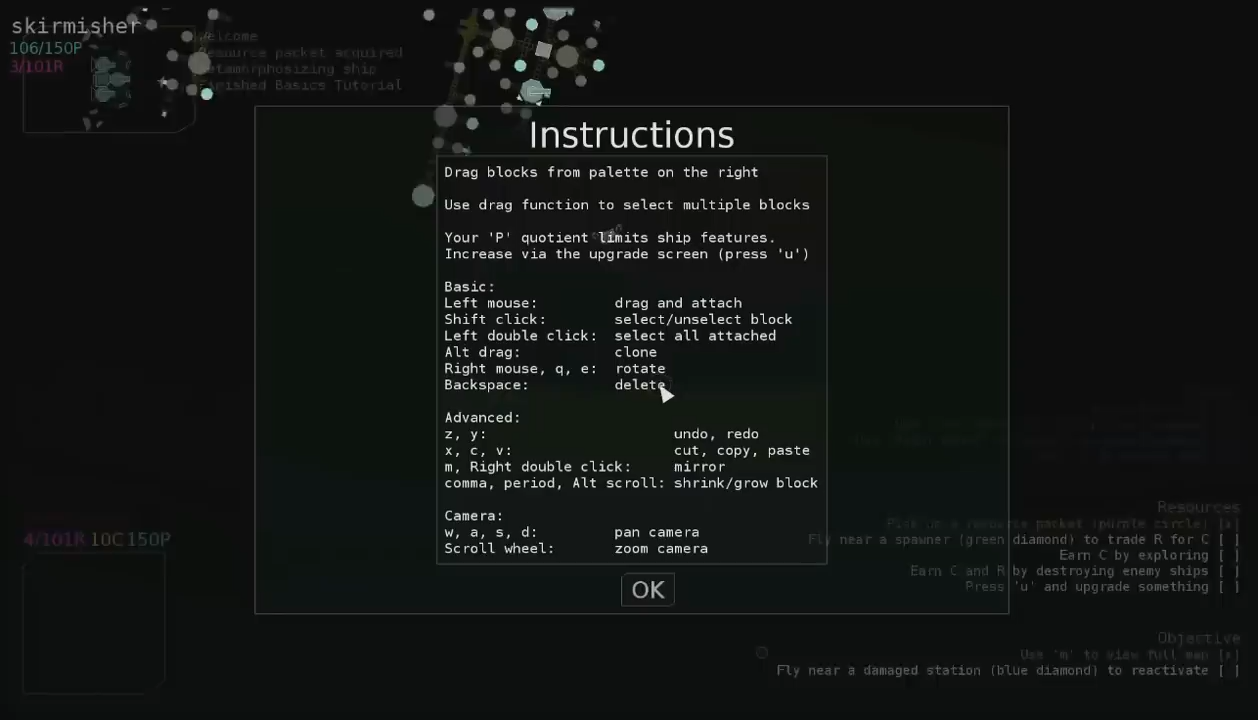 skirmisher
106/150P
3/101R
Welcome
Resource packet acquired
Metamorphosizing ship
Finished Basics Tutorial
Instructions
Drag blocks from palette on the right
Use drag function to select multiple blocks
Your 'P' quotient limits ship features.
Increase via the upgrade screen (press 'u')
Basic:
Left mouse: drag and attach
Shift click: select/unselect block
Left double click: select all attached
Alt drag: clone
Right mouse, q, e: rotate
Backspace: delete
Advanced:
z, y: undo, redo
x, c, v: cut, copy, paste
m, Right double click: mirror
comma, period, Alt scroll: shrink/grow block
Camera:
w, a, s, d: pan camera
Scroll wheel: zoom camera
OK
4/101R 10C 150P
Resources
Pick up a resource packet (purple circle) [x]
Fly near a spawner (green diamond) to trade R for C [ ]
Earn C by exploring [ ]
Earn C and R by destroying enemy ships [ ]
Press 'u' and upgrade something [ ]
Objective
Use 'm' to view full map [x]
Fly near a damaged station (blue diamond) to reactivate [ ]